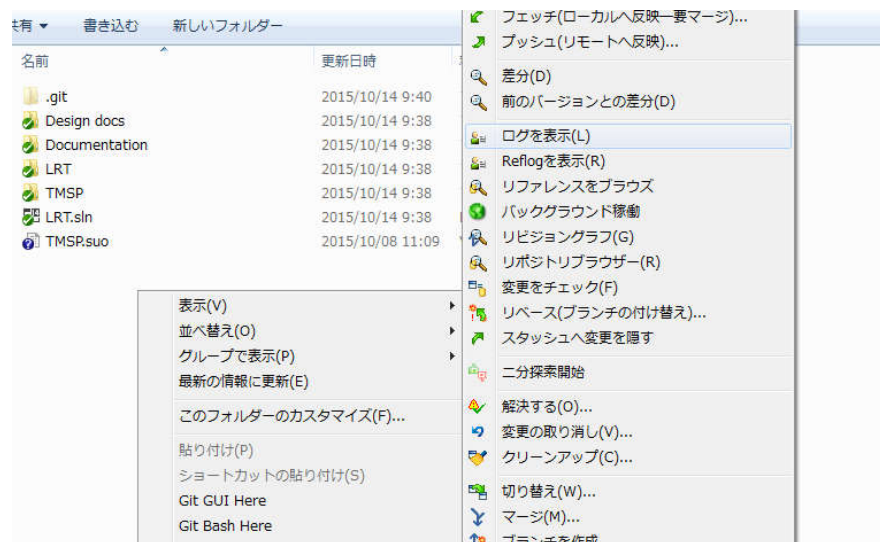 共有 ▼ 書き込む 新しいフォルダー
名前 更新日時
.git 2015/10/14 9:40
Design docs 2015/10/14 9:38
Documentation 2015/10/14 9:38
LRT 2015/10/14 9:38
TMSP 2015/10/14 9:38
LRT.sln 2015/10/14 9:38
TMSP.suo 2015/10/08 11:09
表示(V)
並べ替え(O)
グループで表示(P)
最新の情報に更新(E)
このフォルダーのカスタマイズ(F)...
貼り付け(P)
ショートカットの貼り付け(S)
Git GUI Here
Git Bash Here
フェッチ(ローカルへ反映―要マージ)...
プッシュ(リモートへ反映)...
差分(D)
前のバージョンとの差分(D)
ログを表示(L)
Reflogを表示(R)
リファレンスをブラウズ
バックグラウンド稼働
リビジョングラフ(G)
リポジトリブラウザー(R)
変更をチェック(F)
リベース(ブランチの付け替え)...
スタッシュへ変更を隠す
二分探索開始
解決する(O)...
変更の取り消し(V)...
クリーンアップ(C)...
切り替え(W)...
マージ(M)...
ブランチを作成